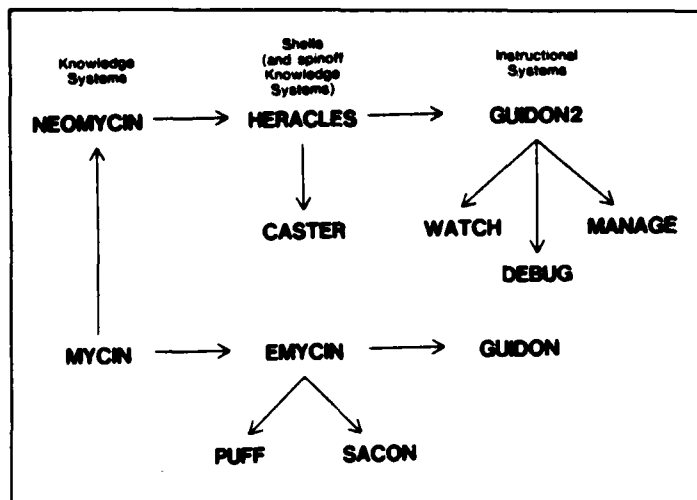 Knowledge
Systems
Shells
(and spinoff
Knowledge
Systems)
Instructional
Systems
NEOMYCIN
HERACLES
GUIDON2
CASTER
WATCH
MANAGE
DEBUG
MYCIN
EMYCIN
GUIDON
PUFF
SACON